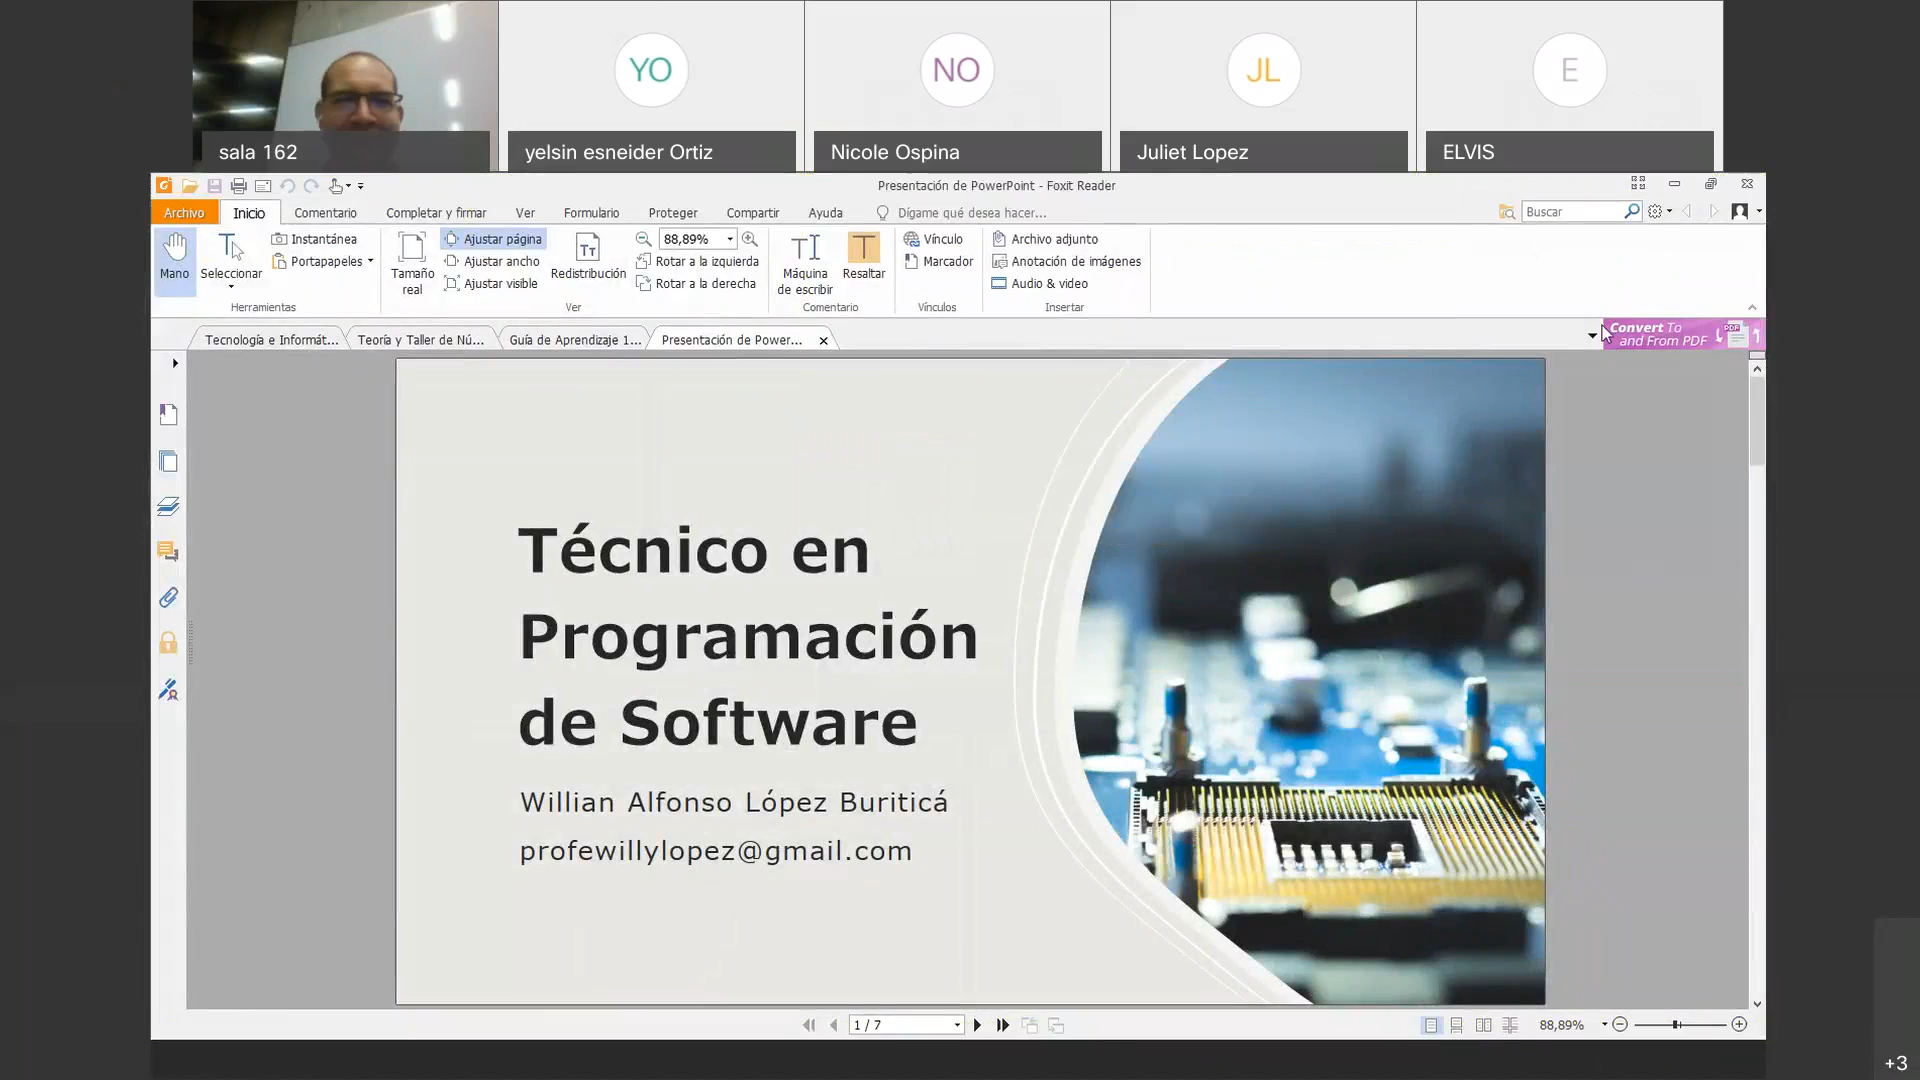 YO
NO
JL
E
sala 162
yelsin esneider Ortiz
Nicole Ospina
Juliet Lopez
ELVIS
Presentación de PowerPoint - Foxit Reader
Archivo
Inicio
Comentario
Completar y firmar
Ver
Formulario
Proteger
Compartir
Ayuda
Dígame qué desea hacer...
Buscar
Mano
Seleccionar
Instantánea
Portapapeles
Herramientas
Tamaño
real
Ajustar página
Ajustar ancho
Ajustar visible
Redistribución
88,89%
Rotar a la izquierda
Rotar a la derecha
Ver
Máquina
de escribir
Resaltar
Comentario
Vínculo
Marcador
Vínculos
Archivo adjunto
Anotación de imágenes
Audio & video
Insertar
Tecnología e Informát...
Teoría y Taller de Nú...
Guía de Aprendizaje 1...
Presentación de Power...
Convert To
and From PDF
PDF
Técnico en
Programación
de Software
Willian Alfonso López Buriticá
profewillylopez@gmail.com
1 / 7
88,89%
+3